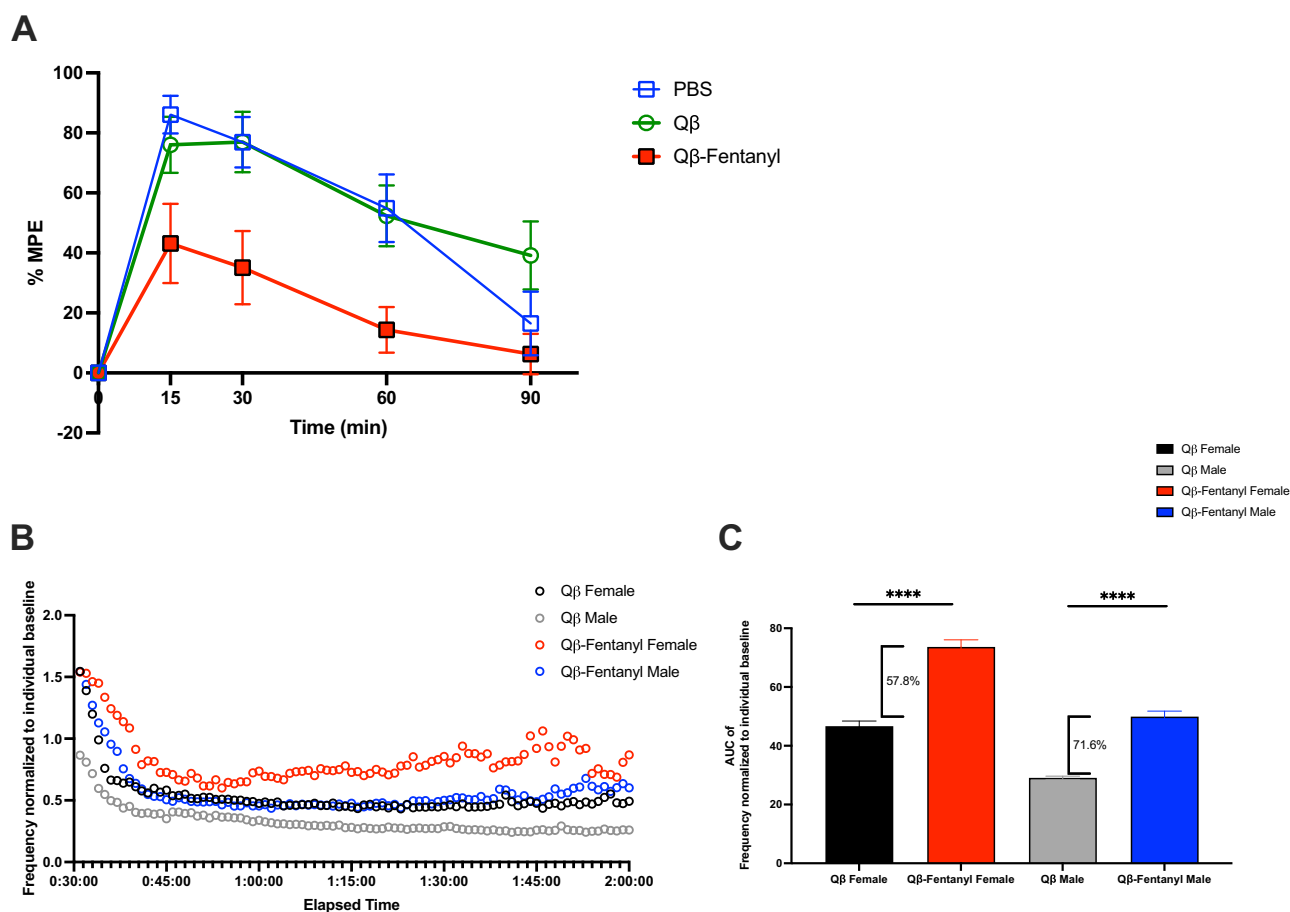 A
100
80
60
40
20
0
-20
% MPE
0 15 30 60 90
Time (min)
PBS
Qβ
Qβ-Fentanyl
Qβ Female
Qβ Male
Qβ-Fentanyl Female
Qβ-Fentanyl Male
B
Frequency normalized to individual baseline
2.0
1.5
1.0
0.5
0.0
0:30:00 0:45:00 1:00:00 1:15:00 1:30:00 1:45:00 2:00:00
Elapsed Time
Qβ Female
Qβ Male
Qβ-Fentanyl Female
Qβ-Fentanyl Male
C
AUC of
Frequency normalized to individual baseline
80
60
40
20
0
**** ****
57.8%
71.6%
Qβ Female Qβ-Fentanyl Female Qβ Male Qβ-Fentanyl Male